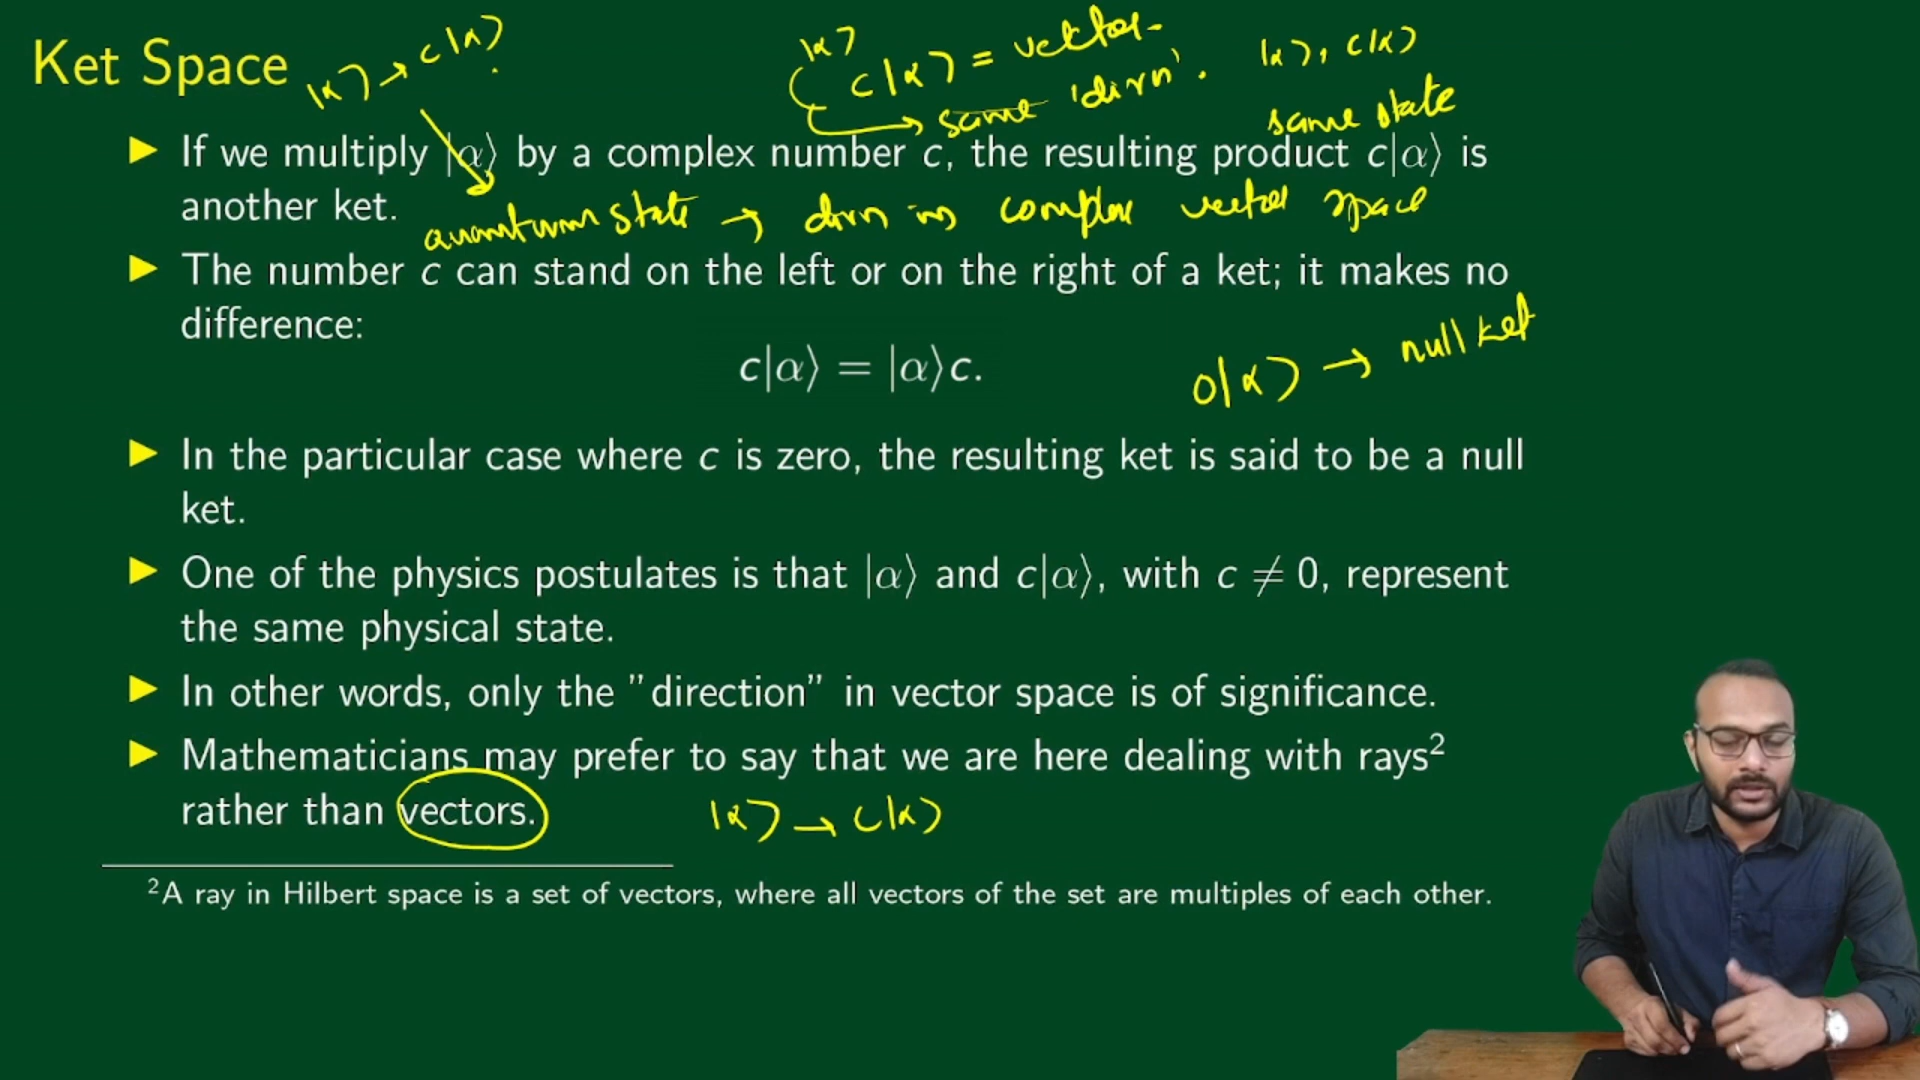 Ket Space
|α⟩ → c|α⟩
|α⟩
c|α⟩ = vector.
→ same 'dirn'.
|α⟩, c|α⟩
same state
▶ If we multiply |α⟩ by a complex number c, the resulting product c|α⟩ is
another ket.
quantum state → dirn in complex vector space
▶ The number c can stand on the left or on the right of a ket; it makes no
difference:
c|α⟩ = |α⟩c.
0|α⟩ → null ket
▶ In the particular case where c is zero, the resulting ket is said to be a null
ket.
▶ One of the physics postulates is that |α⟩ and c|α⟩, with c ≠ 0, represent
the same physical state.
▶ In other words, only the "direction" in vector space is of significance.
▶ Mathematicians may prefer to say that we are here dealing with rays²
rather than vectors.
|α⟩ → c|α⟩
²A ray in Hilbert space is a set of vectors, where all vectors of the set are multiples of each other.